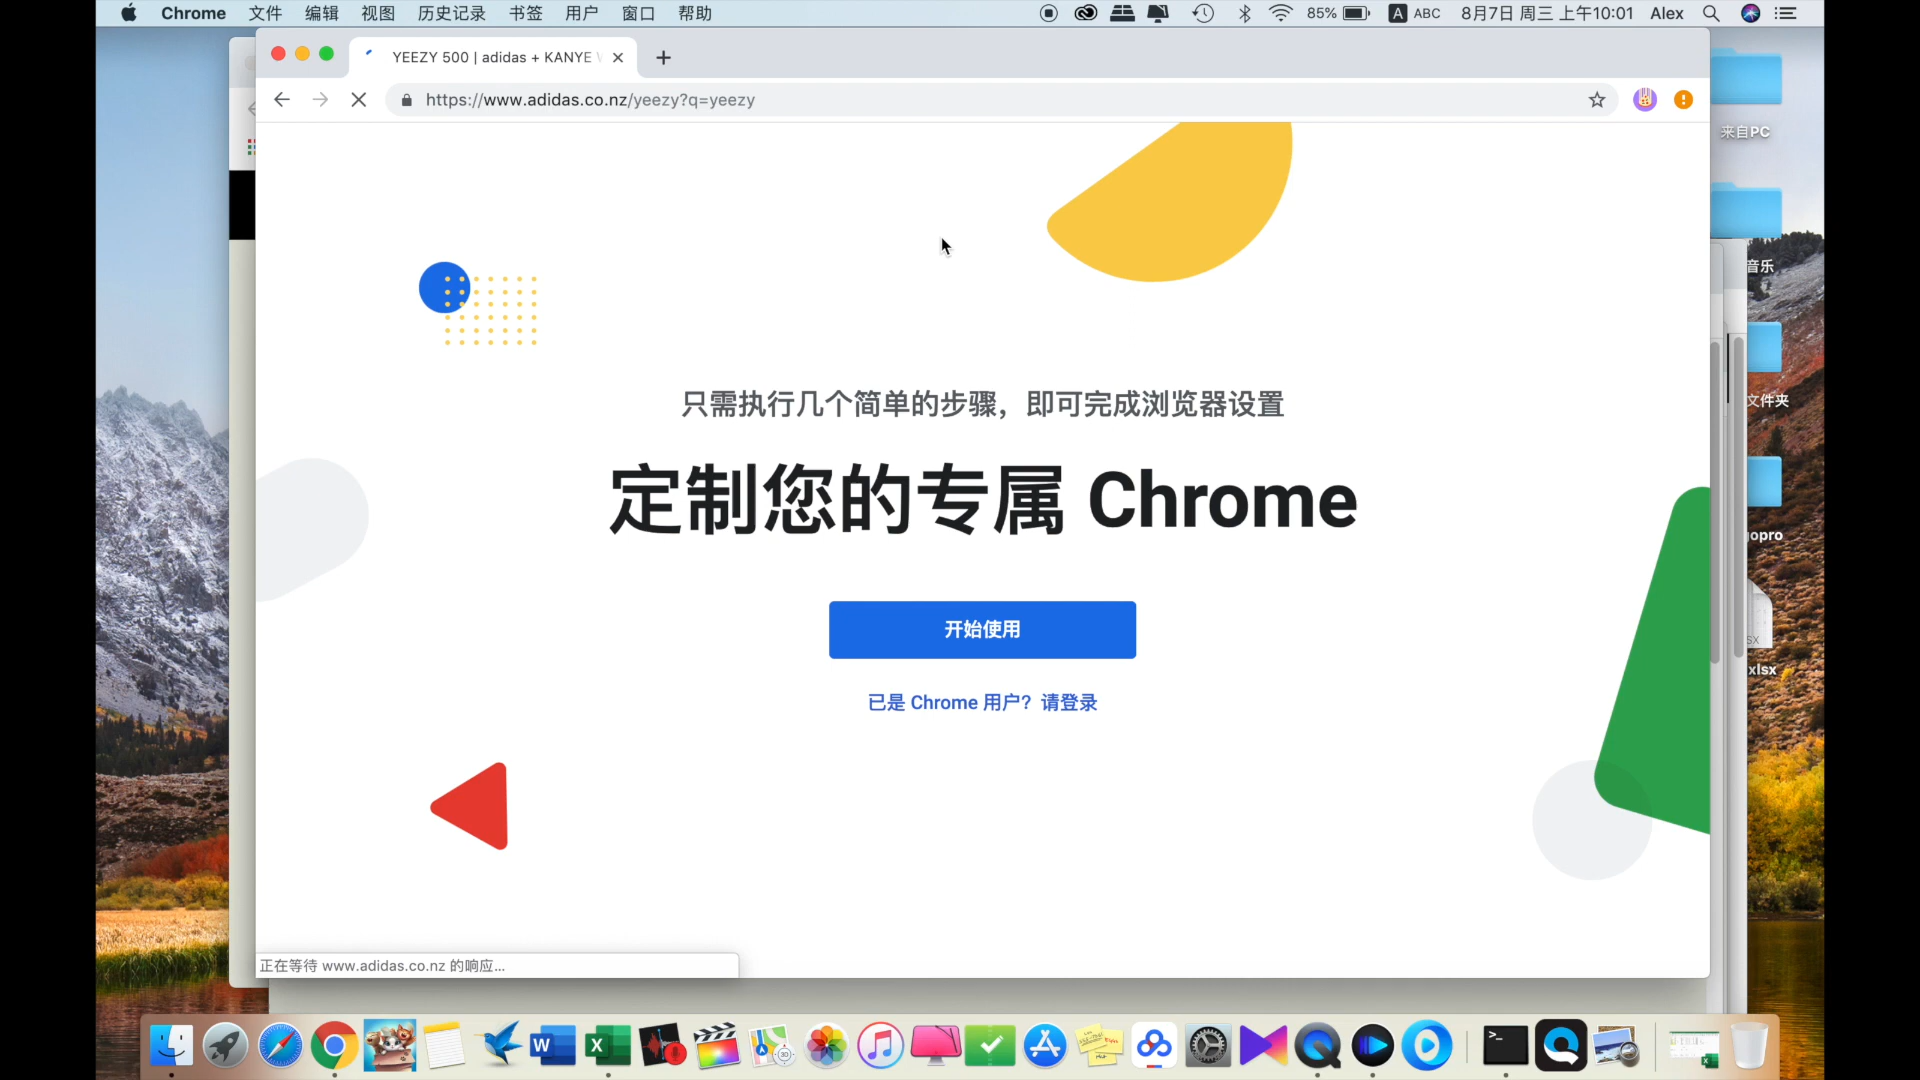 Chrome 文件 编辑 视图 历史记录 书签 用户 窗口 帮助 85% A ABC 8月7日 周三 上午10:01 Alex
YEEZY 500 | adidas + KANYE
https://www.adidas.co.nz/yeezy?q=yeezy
来自PC
音乐
文件夹
opro
xlsx
只需执行几个简单的步骤，即可完成浏览器设置
定制您的专属 Chrome
开始使用
已是 Chrome 用户？请登录
正在等待 www.adidas.co.nz 的响应...